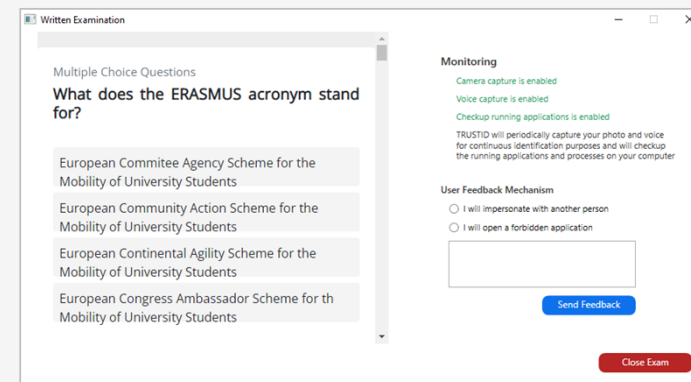 Written Examination
Multiple Choice Questions
What does the ERASMUS acronym stand
for?
European Commitee Agency Scheme for the
Mobility of University Students
European Community Action Scheme for the
Mobility of University Students
European Continental Agility Scheme for the
Mobility of University Students
European Congress Ambassador Scheme for th
Mobility of University Students
Monitoring
Camera capture is enabled
Voice capture is enabled
Checkup running applications is enabled
TRUSTID will periodically capture your photo and voice
for continuous identification purposes and will checkup
the running applications and processes on your computer
User Feedback Mechanism
I will impersonate with another person
I will open a forbidden application
Send Feedback
Close Exam